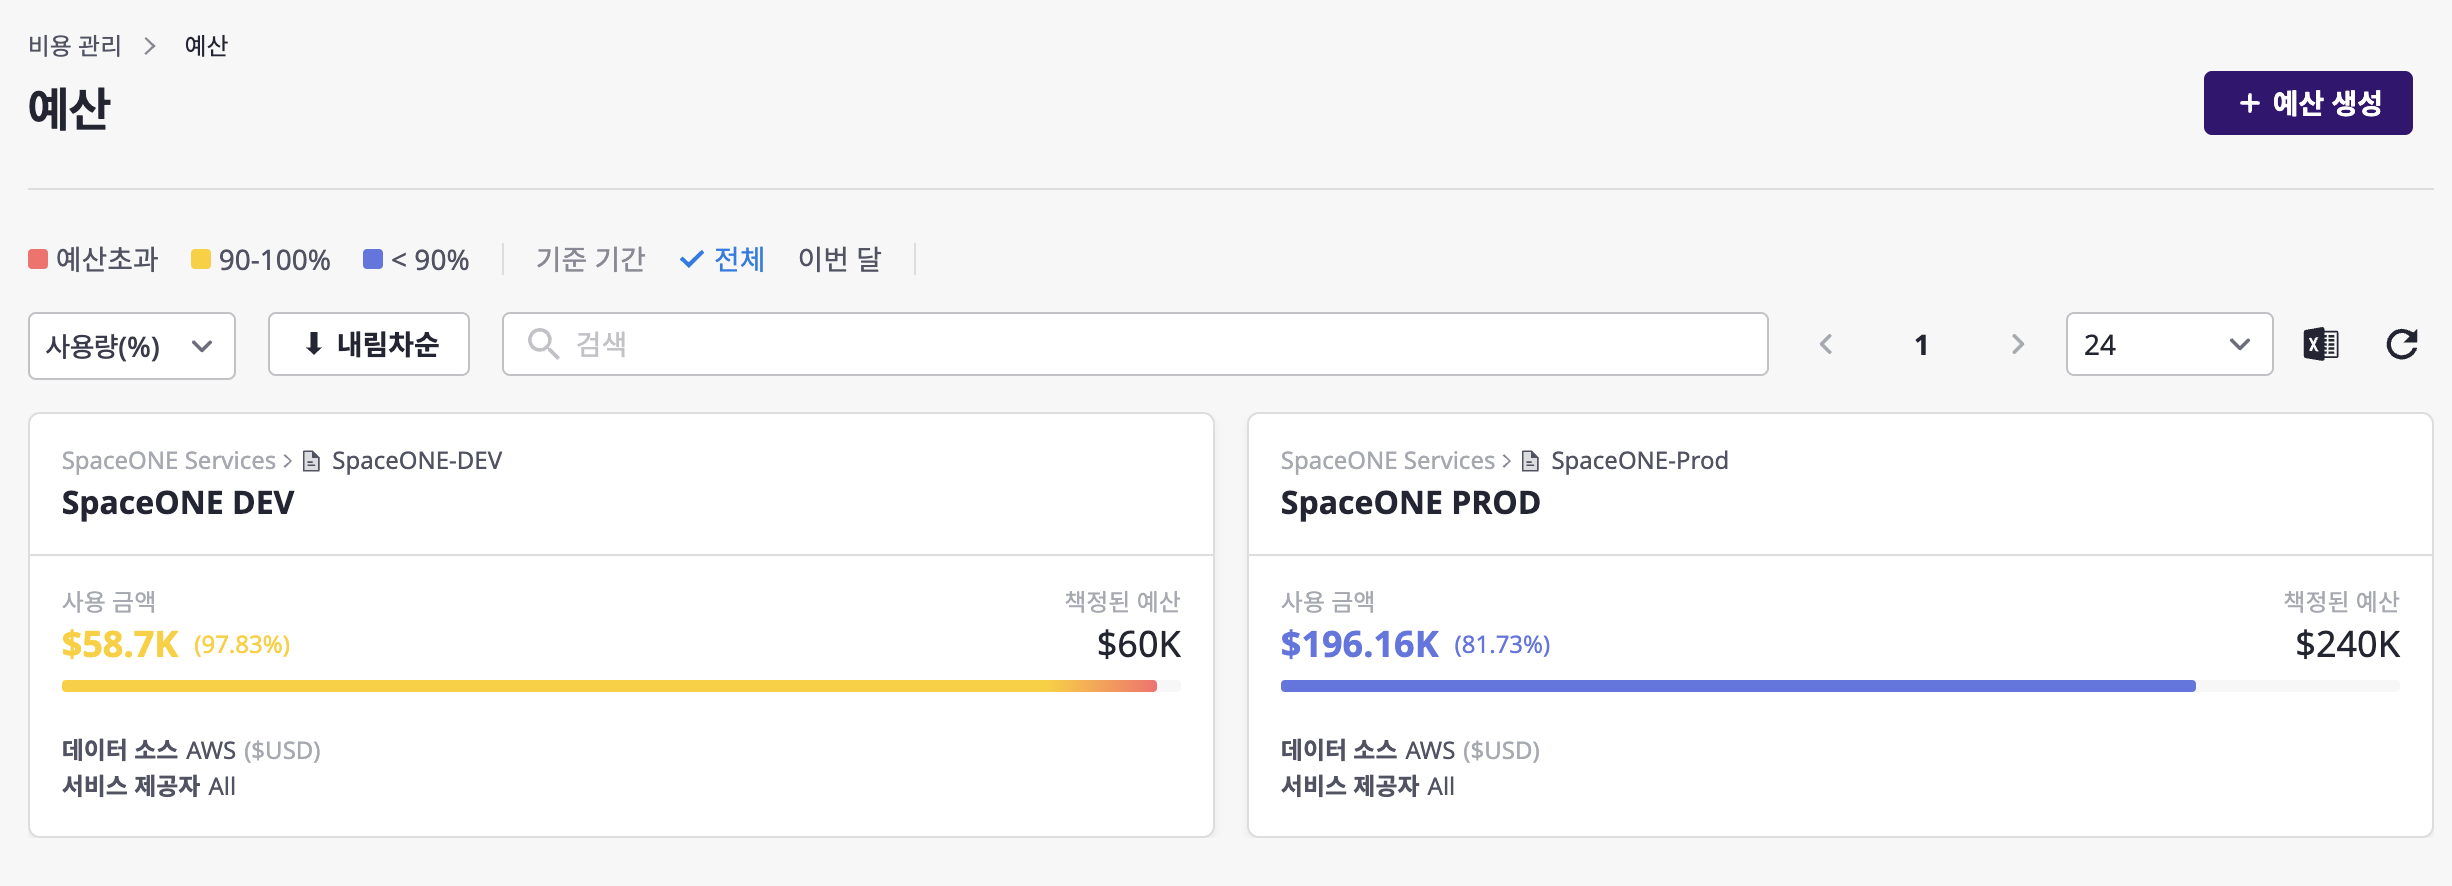 비용 관리 > 예산
예산
+ 예산 생성
예산초과 90-100% < 90% 기준 기간 전체 이번 달
사용량(%) 내림차순 검색 < 1 > 24
SpaceONE Services > SpaceONE-DEV
SpaceONE DEV
사용 금액 책정된 예산
$58.7K (97.83%) $60K
데이터 소스 AWS ($USD)
서비스 제공자 All
SpaceONE Services > SpaceONE-Prod
SpaceONE PROD
사용 금액 책정된 예산
$196.16K (81.73%) $240K
데이터 소스 AWS ($USD)
서비스 제공자 All